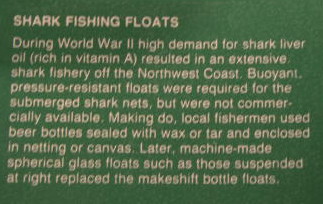 SHARK FISHING FLOATS
During World War II high demand for shark liver
oil (rich in vitamin A) resulted in an extensive
shark fishery off the Northwest Coast. Buoyant,
pressure-resistant floats were required for the
submerged shark nets, but were not commer-
cially available. Making do, local fishermen used
beer bottles sealed with wax or tar and enclosed
in netting or canvas. Later, machine-made
spherical glass floats such as those suspended
at right replaced the makeshift bottle floats.